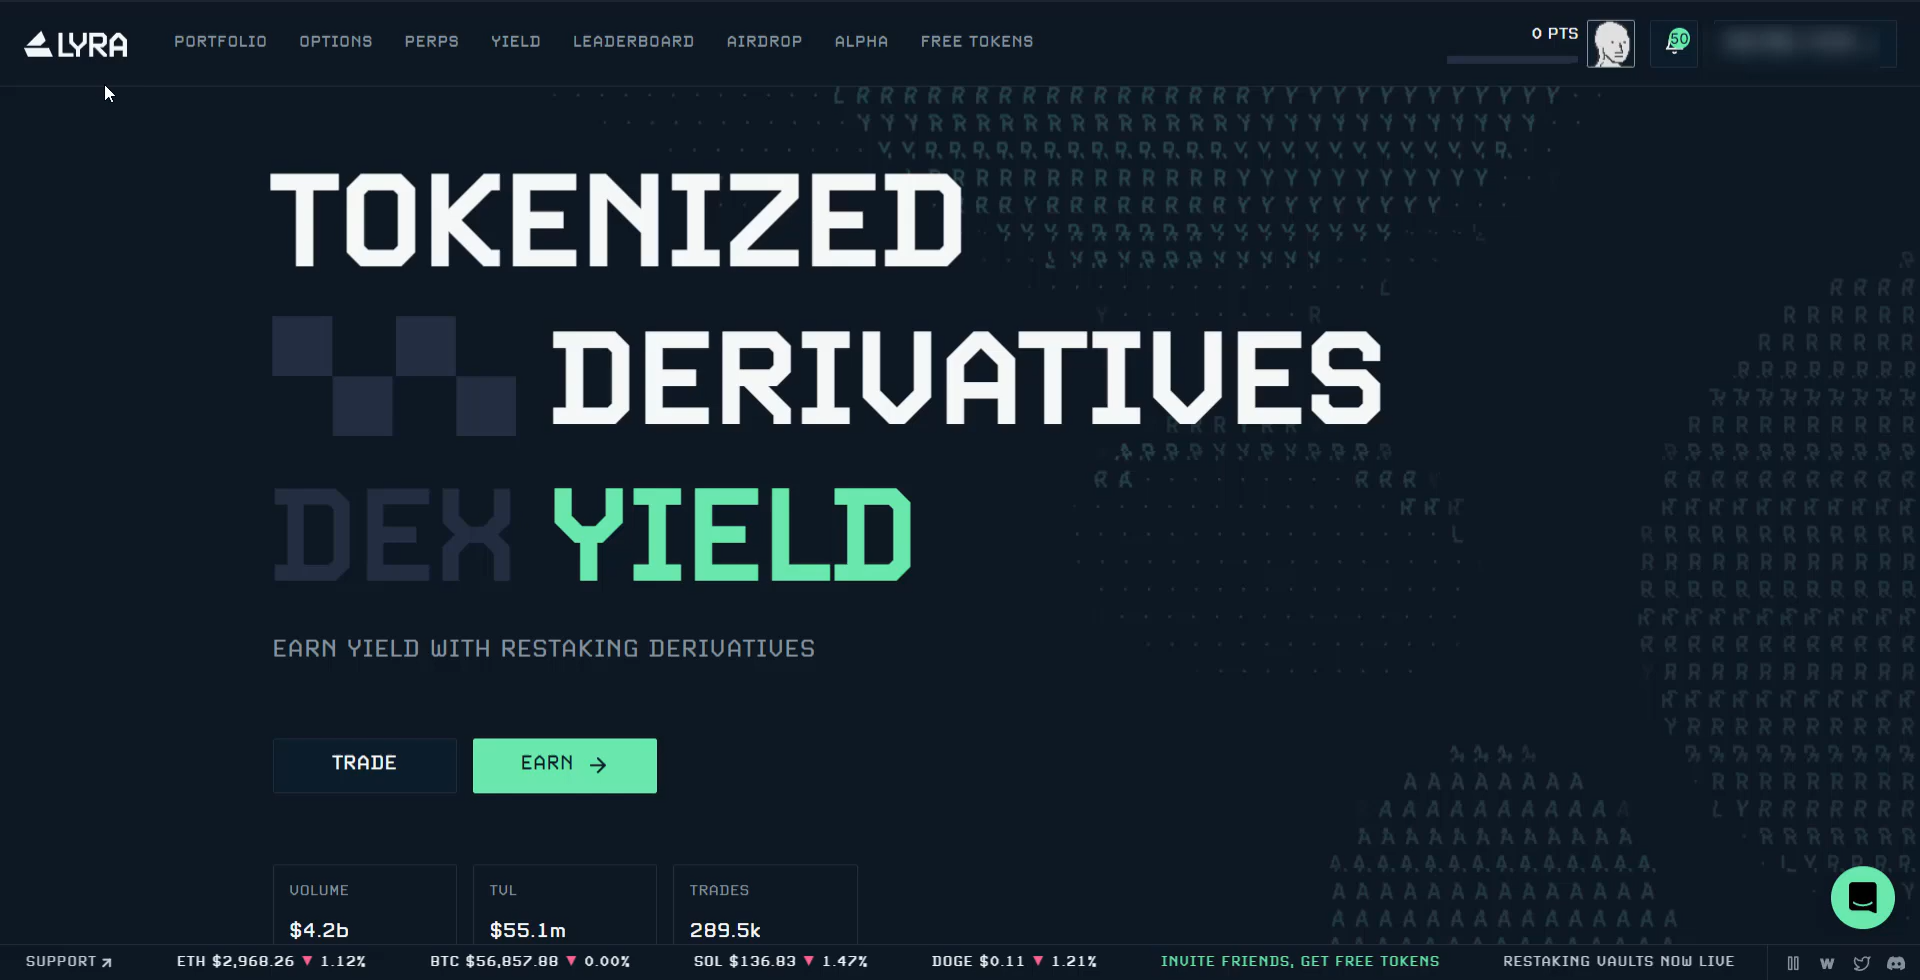 LYRA
PORTFOLIO OPTIONS PERPS YIELD LEADERBOARD AIRDROP ALPHA FREE TOKENS
0 PTS
50
TOKENIZED
DERIVATIVES
DEX YIELD
EARN YIELD WITH RESTAKING DERIVATIVES
TRADE EARN →
VOLUME TVL TRADES
$4.2b $55.1m 289.5k
SUPPORT ETH $2,968.26 ▼ 1.12% BTC $56,857.88 ▼ 0.00% SOL $136.83 ▼ 1.47% DOGE $0.11 ▼ 1.21% INVITE FRIENDS, GET FREE TOKENS RESTAKING VAULTS NOW LIVE